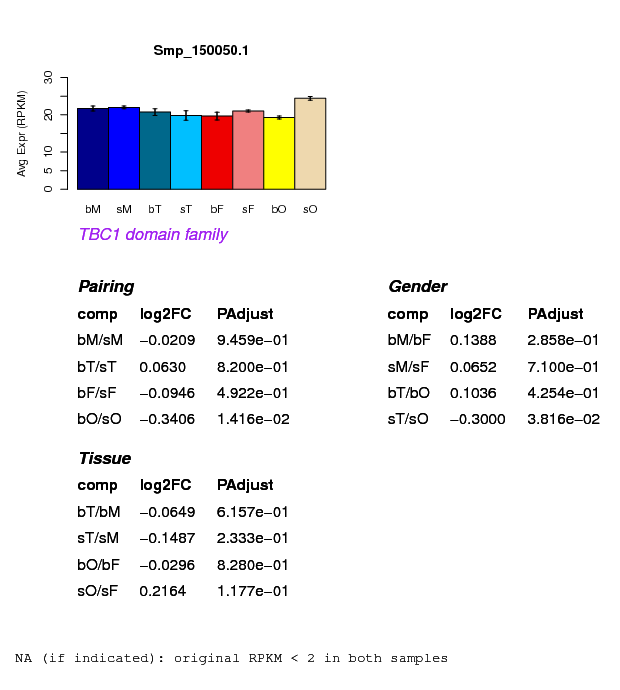 Smp_150050.1
Avg Expr (RPKM)
0 5 10 20 30
bM sM bT sT bF sF bO sO
TBC1 domain family
Pairing
comp log2FC PAdjust
bM/sM −0.0209 9.459e−01
bT/sT 0.0630 8.200e−01
bF/sF −0.0946 4.922e−01
bO/sO −0.3406 1.416e−02
Gender
comp log2FC PAdjust
bM/bF 0.1388 2.858e−01
sM/sF 0.0652 7.100e−01
bT/bO 0.1036 4.254e−01
sT/sO −0.3000 3.816e−02
Tissue
comp log2FC PAdjust
bT/bM −0.0649 6.157e−01
sT/sM −0.1487 2.333e−01
bO/bF −0.0296 8.280e−01
sO/sF 0.2164 1.177e−01
NA (if indicated): original RPKM < 2 in both samples